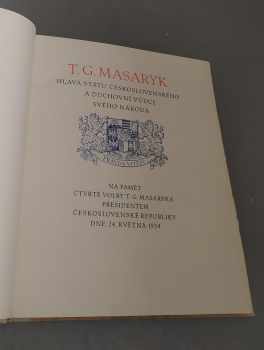 T. G. MASARYK
HLAVA STÁTU ČESKOSLOVENSKÉHO
A DUCHOVNÍ VŮDCE
SVÉHO NÁRODA
NA PAMĚŤ
ČTVRTÉ VOLBY T. G. MASARYKA
PRESIDENTEM
ČESKOSLOVENSKÉ REPUBLIKY
DNE 24. KVĚTNA 1934